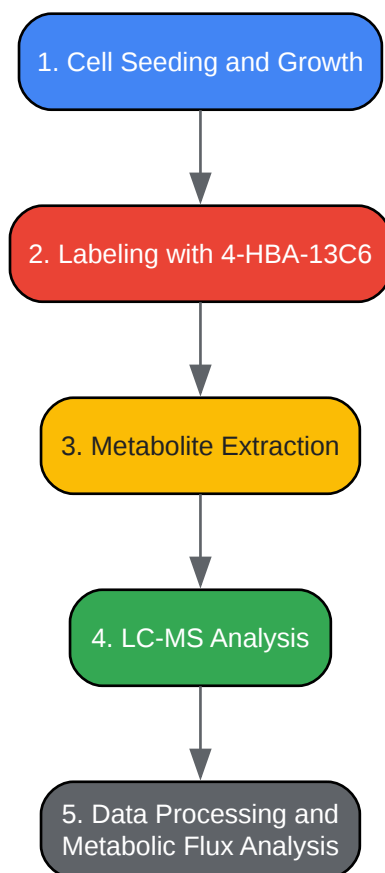 1. Cell Seeding and Growth
2. Labeling with 4-HBA-13C6
3. Metabolite Extraction
4. LC-MS Analysis
5. Data Processing and
Metabolic Flux Analysis